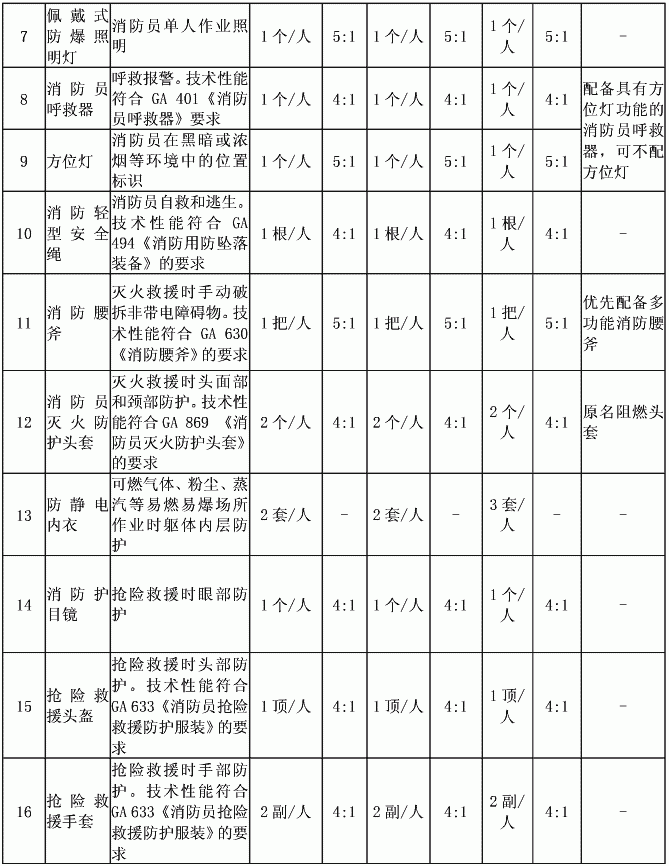 7 佩戴式防爆照明灯 消防员单人作业照明 1个/人 5:1 1个/人 5:1 1个/人 5:1 -
8 消防员呼救器 呼救报警。技术性能符合 GA 401《消防员呼救器》要求 1个/人 4:1 1个/人 4:1 1个/人 4:1 配备具有方位灯功能的消防员呼救器，可不配方位灯
9 方位灯 消防员在黑暗或浓烟等环境中的位置标识 1个/人 5:1 1个/人 5:1 1个/人 5:1
10 消防轻型安全绳 消防员自救和逃生。技术性能符合 GA 494《消防用防坠落装备》的要求 1根/人 4:1 1根/人 4:1 1根/人 4:1 -
11 消防腰斧 灭火救援时手动破拆非带电障碍物。技术性能符合 GA 630《消防腰斧》的要求 1把/人 5:1 1把/人 5:1 1把/人 5:1 优先配备多功能消防腰斧
12 消防员灭火防护头套 灭火救援时头面部和颈部防护。技术性能符合GA 869 《消防员灭火防护头套》的要求 2个/人 4:1 2个/人 4:1 2个/人 4:1 原名阻燃头套
13 防静电内衣 可燃气体、粉尘、蒸汽等易燃易爆场所作业时躯体内层防护 2套/人 - 2套/人 - 3套/人 - -
14 消防护目镜 抢险救援时眼部防护 1个/人 4:1 1个/人 4:1 1个/人 4:1 -
15 抢险救援头盔 抢险救援时头部防护。技术性能符合GA 633《消防员抢险救援防护服装》的要求 1顶/人 4:1 1顶/人 4:1 1顶/人 4:1 -
16 抢险救援手套 抢险救援时手部防护。技术性能符合GA 633《消防员抢险救援防护服装》的要求 2副/人 4:1 2副/人 4:1 2副/人 4:1 -